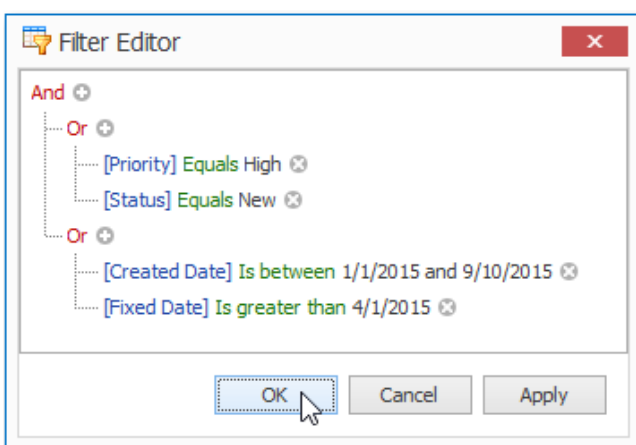 Filter Editor
And
Or
[Priority] Equals High
[Status] Equals New
Or
[Created Date] Is between 1/1/2015 and 9/10/2015
[Fixed Date] Is greater than 4/1/2015
OK Cancel Apply